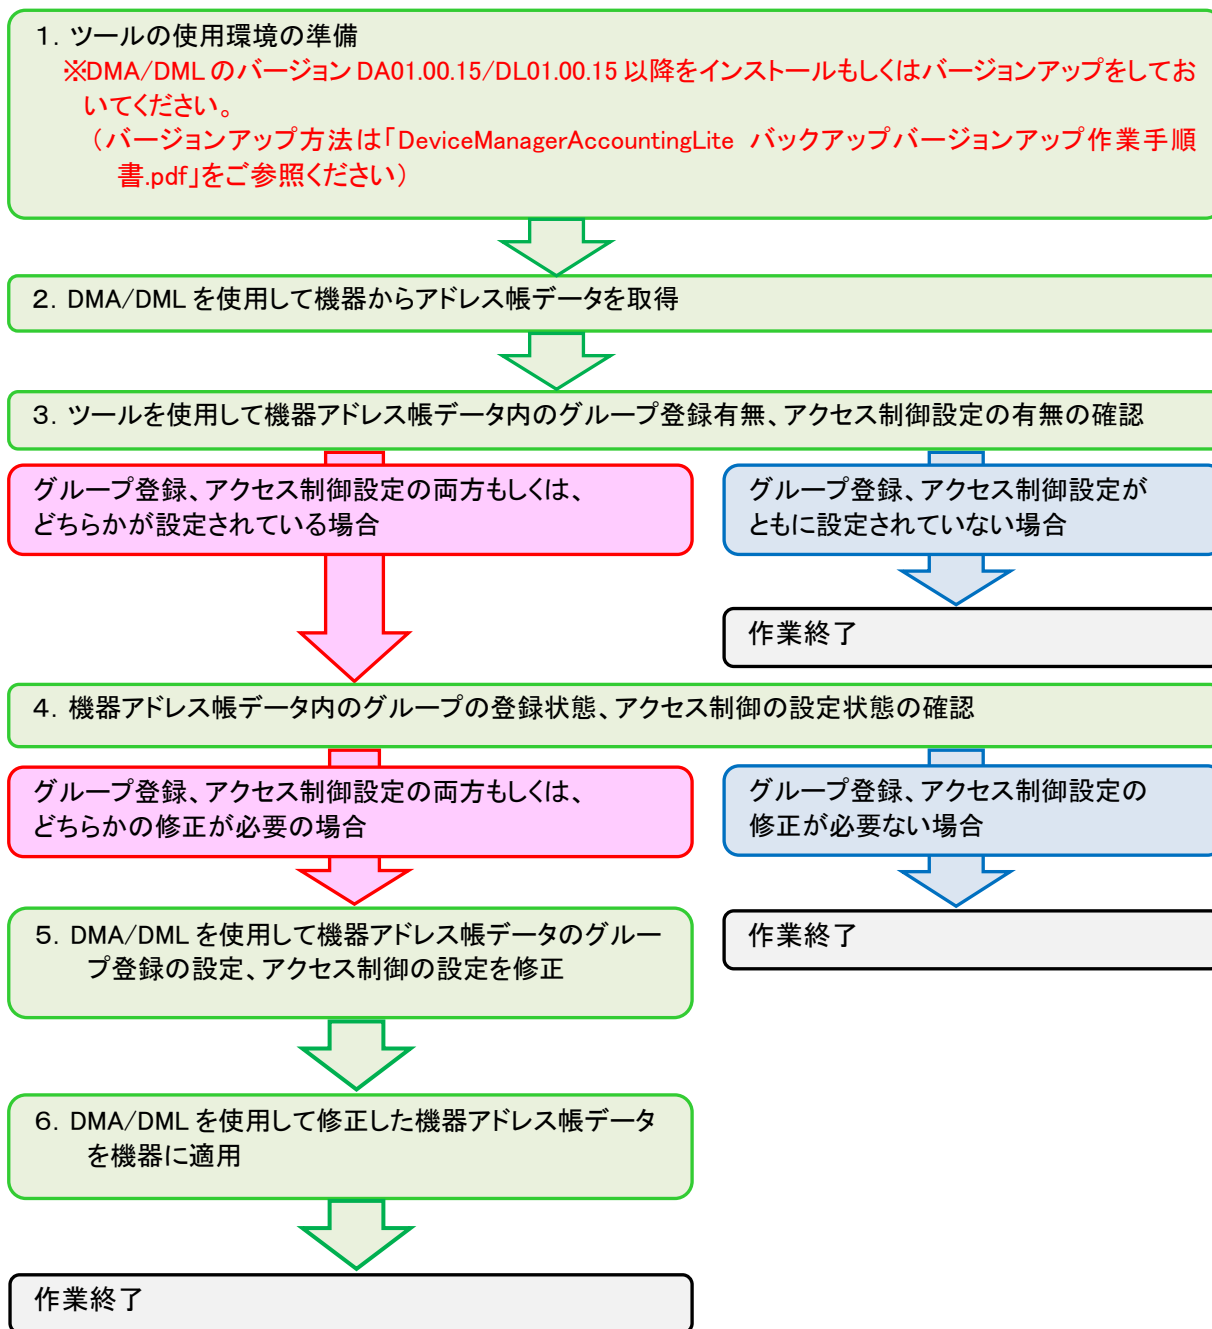 １．ツールの使用環境の準備
※DMA/DML のバージョン DA01.00.15/DL01.00.15 以降をインストールもしくはバージョンアップをしてお
いてください。
（バージョンアップ方法は「DeviceManagerAccountingLite バックアップバージョンアップ作業手順
書.pdf」をご参照ください）
２．DMA/DML を使用して機器からアドレス帳データを取得
３．ツールを使用して機器アドレス帳データ内のグループ登録有無、アクセス制御設定の有無の確認
グループ登録、アクセス制御設定の両方もしくは、
どちらかが設定されている場合
グループ登録、アクセス制御設定が
ともに設定されていない場合
作業終了
４．機器アドレス帳データ内のグループの登録状態、アクセス制御の設定状態の確認
グループ登録、アクセス制御設定の両方もしくは、
どちらかの修正が必要の場合
グループ登録、アクセス制御設定の
修正が必要ない場合
５．DMA/DML を使用して機器アドレス帳データのグルー
プ登録の設定、アクセス制御の設定を修正
作業終了
６．DMA/DML を使用して修正した機器アドレス帳データ
を機器に適用
作業終了